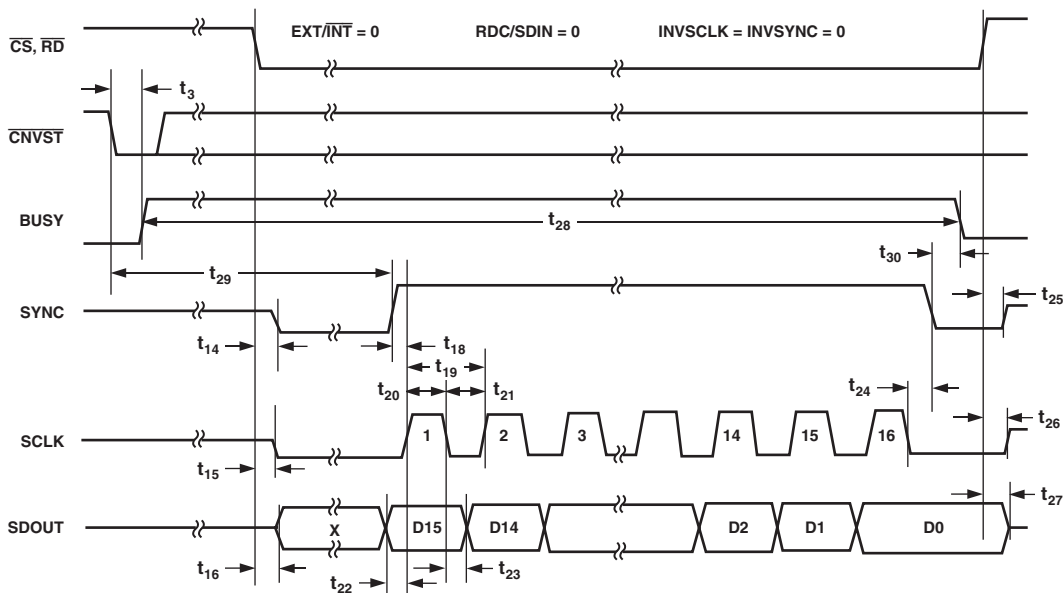 EXT/INT = 0 RDC/SDIN = 0 INVSCLK = INVSYNC = 0
CS, RD
t3
CNVST
BUSY
t28
t30
t29
t25
SYNC
t14
t18
t19
t20
t21
t24
t26
SCLK
1 2 3 14 15 16
t15
t27
SDOUT
X D15 D14 D2 D1 D0
t16
t22
t23